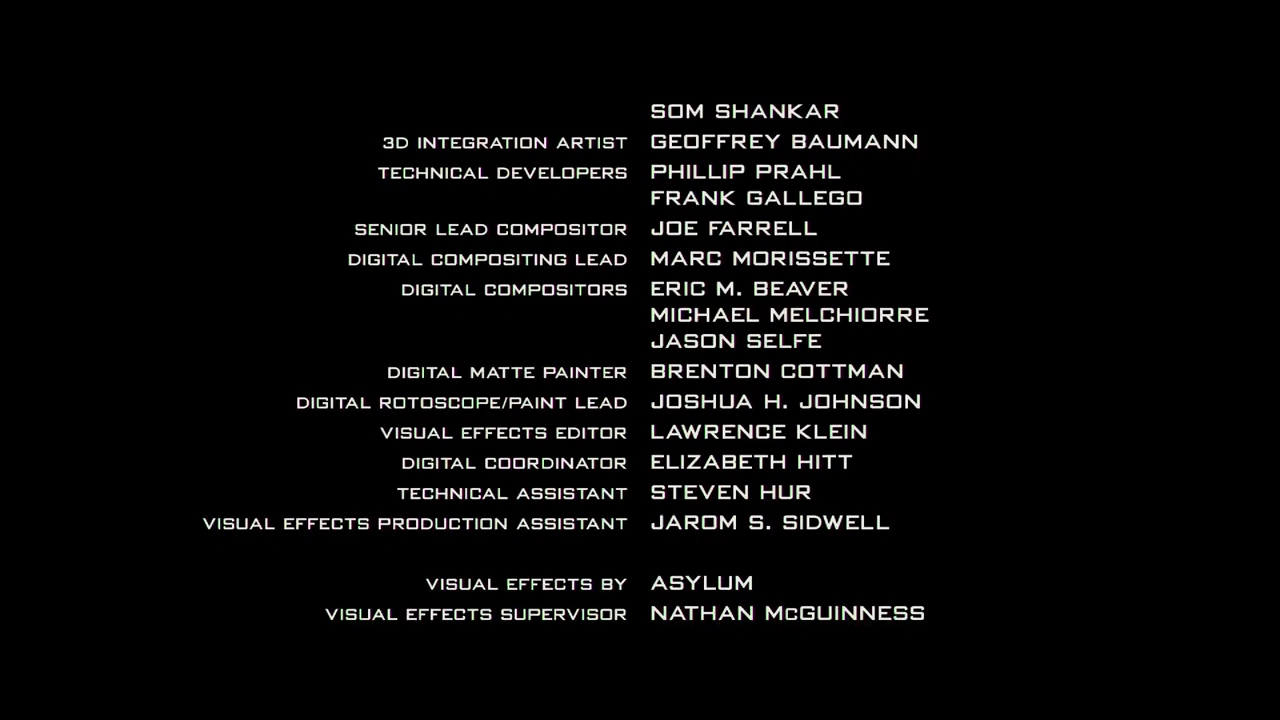 SOM SHANKAR
3D INTEGRATION ARTIST GEOFFREY BAUMANN
TECHNICAL DEVELOPERS PHILLIP PRAHL
FRANK GALLEGO
SENIOR LEAD COMPOSITOR JOE FARRELL
DIGITAL COMPOSITING LEAD MARC MORISSETTE
DIGITAL COMPOSITORS ERIC M. BEAVER
MICHAEL MELCHIORRE
JASON SELFE
DIGITAL MATTE PAINTER BRENTON COTTMAN
DIGITAL ROTOSCOPE/PAINT LEAD JOSHUA H. JOHNSON
VISUAL EFFECTS EDITOR LAWRENCE KLEIN
DIGITAL COORDINATOR ELIZABETH HITT
TECHNICAL ASSISTANT STEVEN HUR
VISUAL EFFECTS PRODUCTION ASSISTANT JAROM S. SIDWELL
VISUAL EFFECTS BY ASYLUM
VISUAL EFFECTS SUPERVISOR NATHAN McGUINNESS